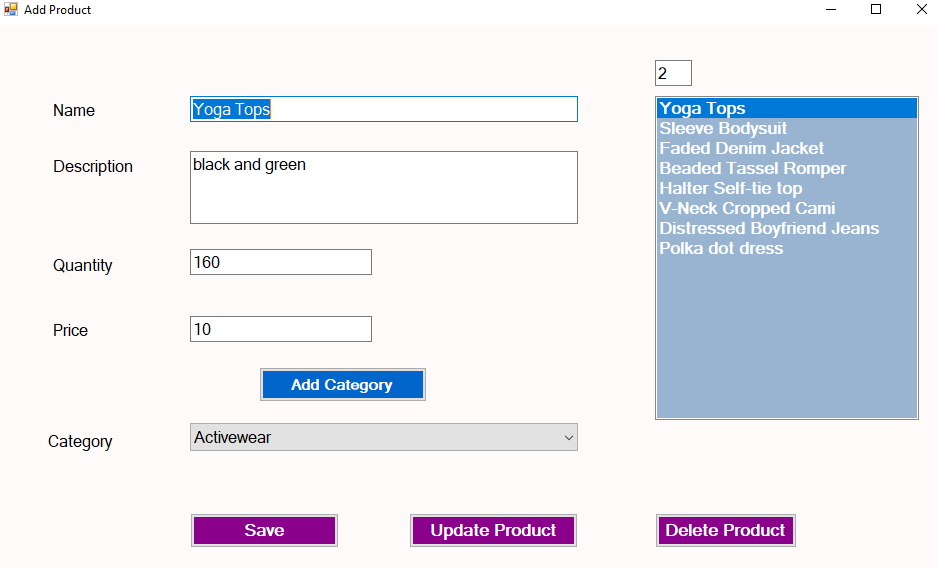 Add Product
2
Name
Yoga Tops
Description
black and green
Quantity
160
Price
10
Add Category
Category
Activewear
Yoga Tops
Sleeve Bodysuit
Faded Denim Jacket
Beaded Tassel Romper
Halter Self-tie top
V-Neck Cropped Cami
Distressed Boyfriend Jeans
Polka dot dress
Save
Update Product
Delete Product